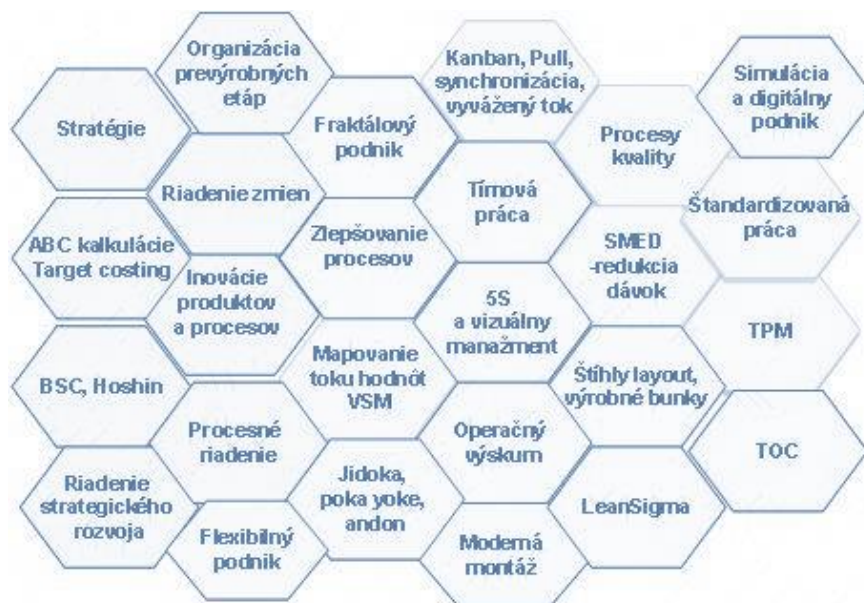 Stratégie
ABC kalkulácie
Target costing
BSC, Hoshin
Riadenie
strategického
rozvoja
Organizácia
prevýrobných
etáp
Riadenie zmien
Inovácie
produktov
a procesov
Procesné
riadenie
Flexibilný
podnik
Fraktálový
podnik
Zlepšovanie
procesov
Mapovanie
toku hodnôt
VSM
Jidoka,
poka yoke,
andon
Kanban, Pull,
synchronizácia,
vyvážený tok
Tímová
práca
5S
a vizuálny
manažment
Operačný
výskum
Moderná
montáž
Procesy
kvality
SMED
-redukcia
dávok
Štíhly layout,
výrobné bunky
LeanSigma
Simulácia
a digitálny
podnik
Štandardizovaná
práca
TPM
TOC